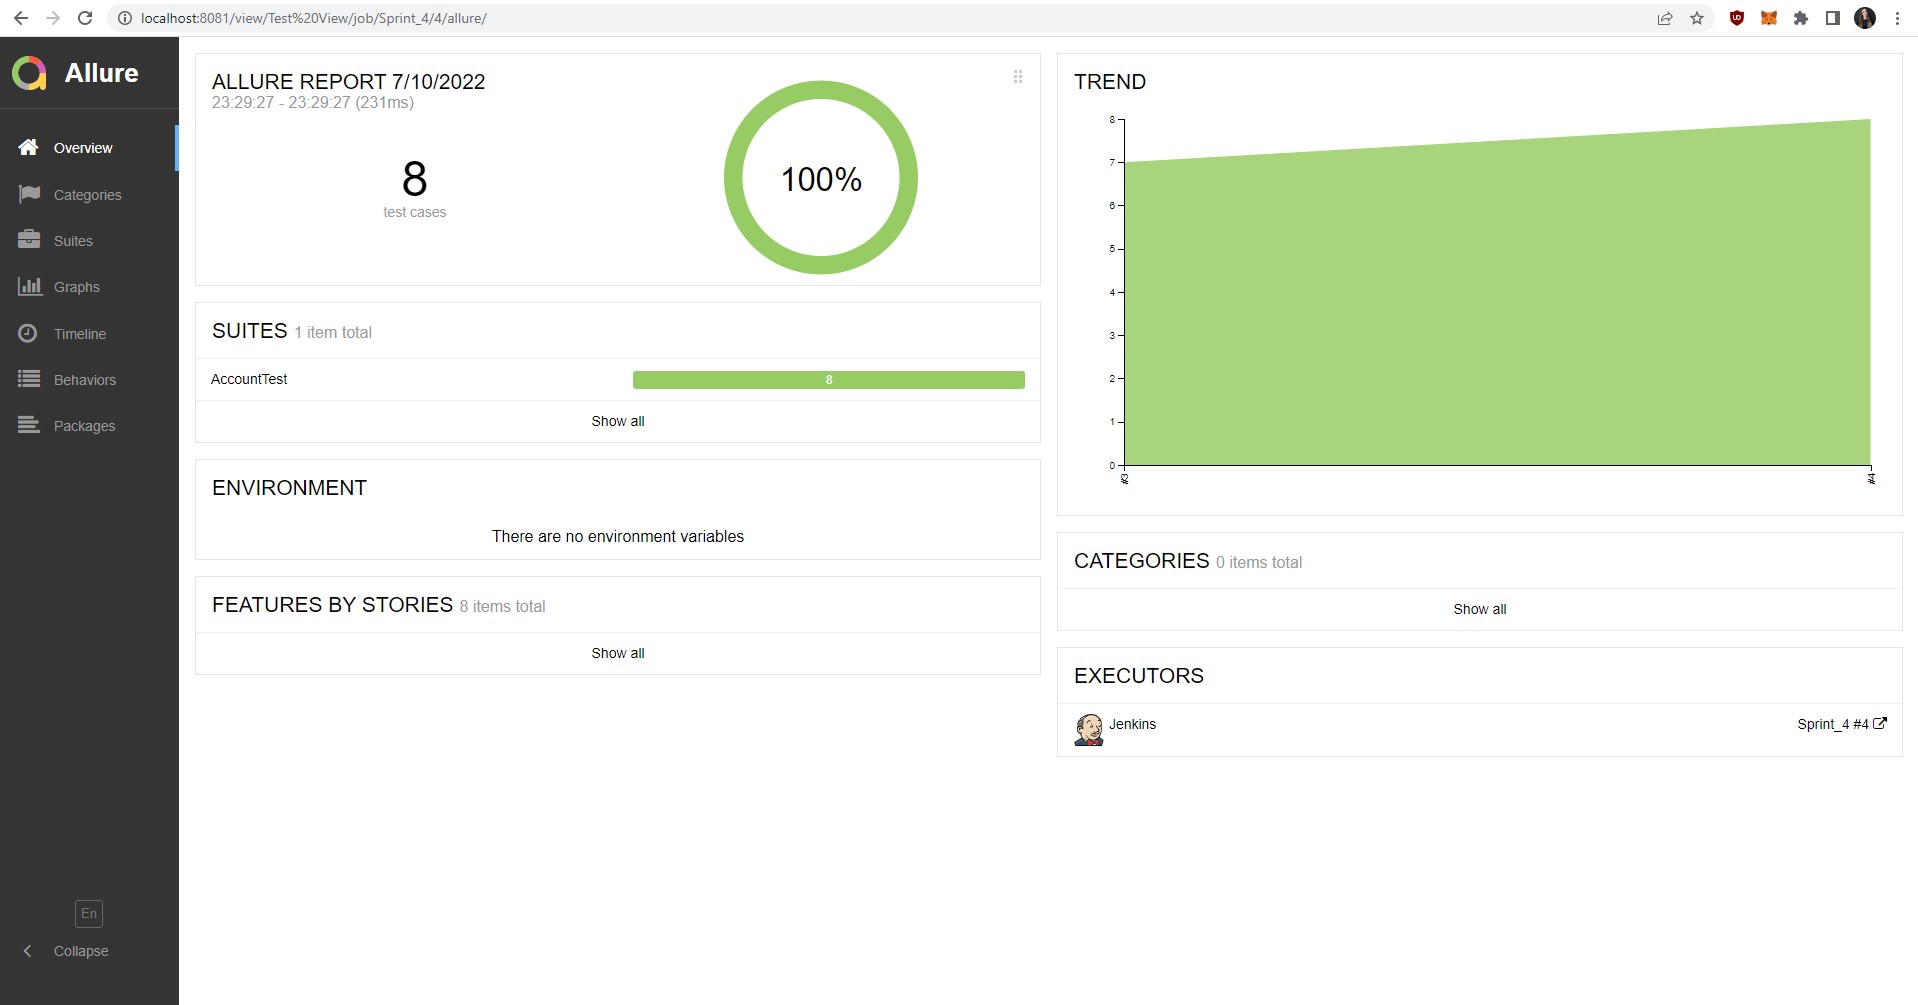 localhost:8081/view/Test%20View/job/Sprint_4/4/allure/
Allure
Overview
Categories
Suites
Graphs
Timeline
Behaviors
Packages
En
Collapse
ALLURE REPORT 7/10/2022
23:29:27 - 23:29:27 (231ms)
8
test cases
100%
SUITES 1 item total
AccountTest 8
Show all
ENVIRONMENT
There are no environment variables
FEATURES BY STORIES 8 items total
Show all
TREND
8
7
6
5
4
3
2
1
0
#3 #4
CATEGORIES 0 items total
Show all
EXECUTORS
Jenkins Sprint_4 #4